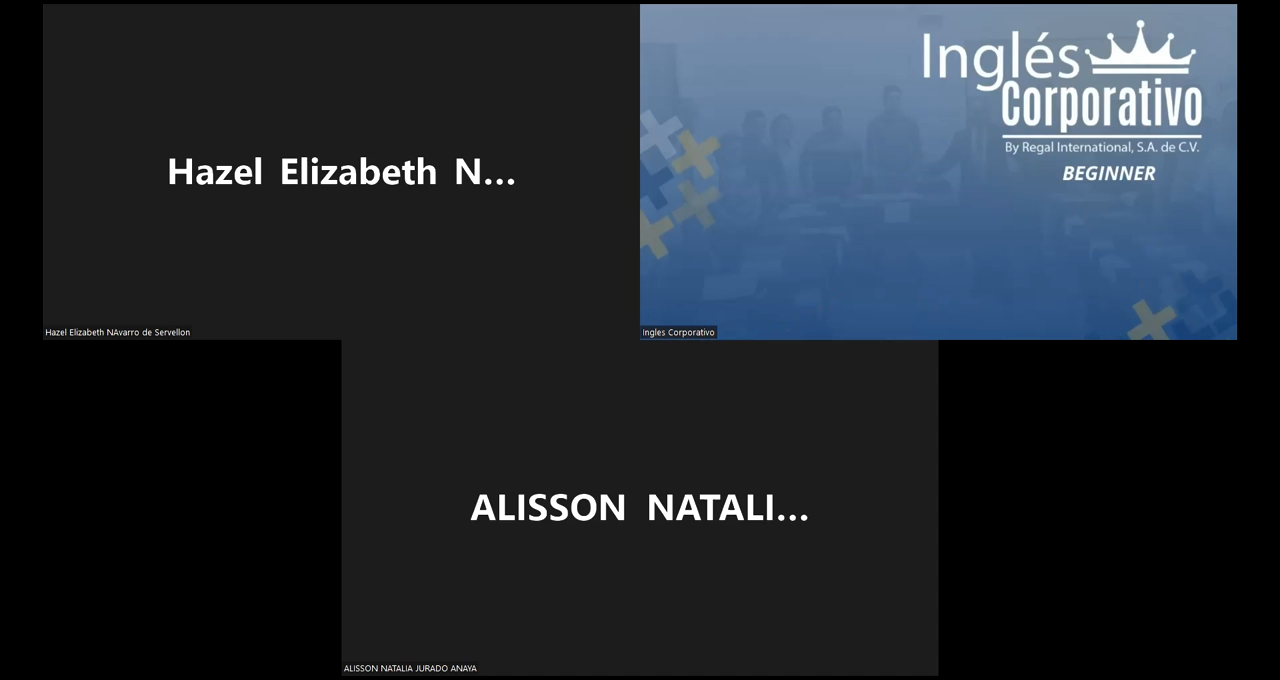 Hazel Elizabeth N...
Hazel Elizabeth NAvarro de Servellon
Inglés
Corporativo
By Regal International, S.A. de C.V.
BEGINNER
Ingles Corporativo
ALISSON NATALI...
ALISSON NATALIA JURADO ANAYA